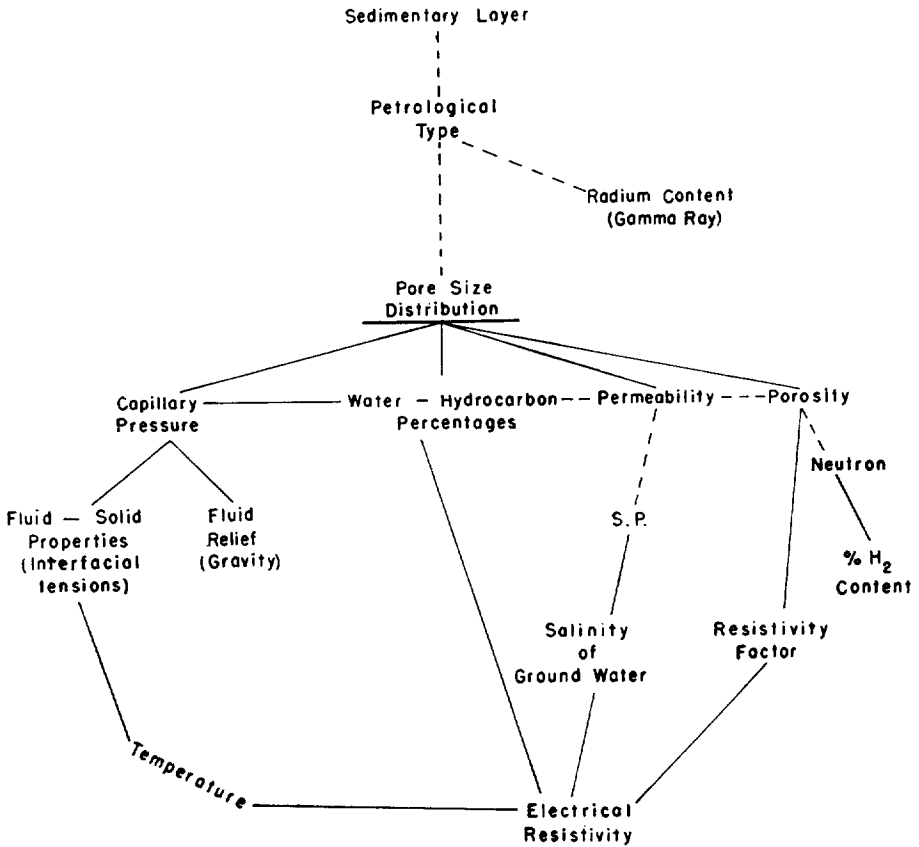 Sedimentary Layer
Petrological
Type
Radium Content
(Gamma Ray)
Pore Size
Distribution
Capillary
Pressure
Water – Hydrocarbon
Percentages
Permeability
Porosity
Neutron
Fluid — Solid
Properties
(Interfacial
tensions)
Fluid
Relief
(Gravity)
S.P.
% H₂
Content
Salinity
of
Ground Water
Resistivity
Factor
Temperature
Electrical
Resistivity